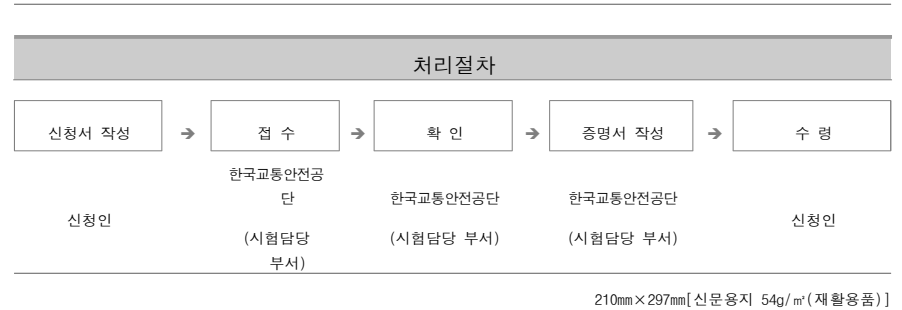 처리절차
신청서 작성 ➔ 접 수 ➔ 확 인 ➔ 증명서 작성 ➔ 수 령
신청인
한국교통안전공
단
(시험담당
부서)
한국교통안전공단
(시험담당 부서)
한국교통안전공단
(시험담당 부서)
신청인
210㎜×297㎜[신문용지 54g/㎡(재활용품)]